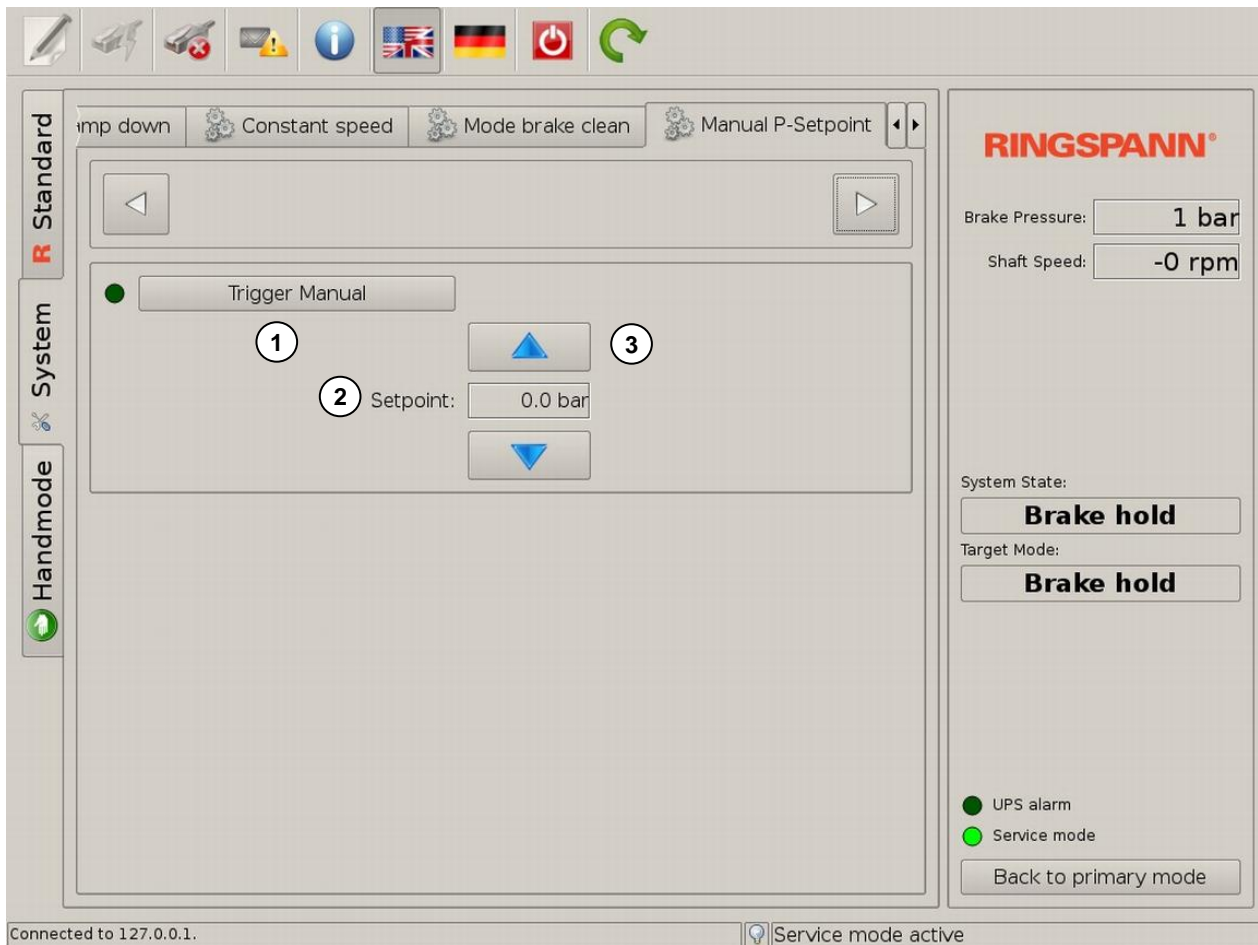 imp down
Constant speed
Mode brake clean
Manual P-Setpoint
Standard
R
System
Handmode
Trigger Manual
1
3
2
Setpoint:
0.0 bar
RINGSPANN®
Brake Pressure:
1 bar
Shaft Speed:
-0 rpm
System State:
Brake hold
Target Mode:
Brake hold
UPS alarm
Service mode
Back to primary mode
Connected to 127.0.0.1.
Service mode active